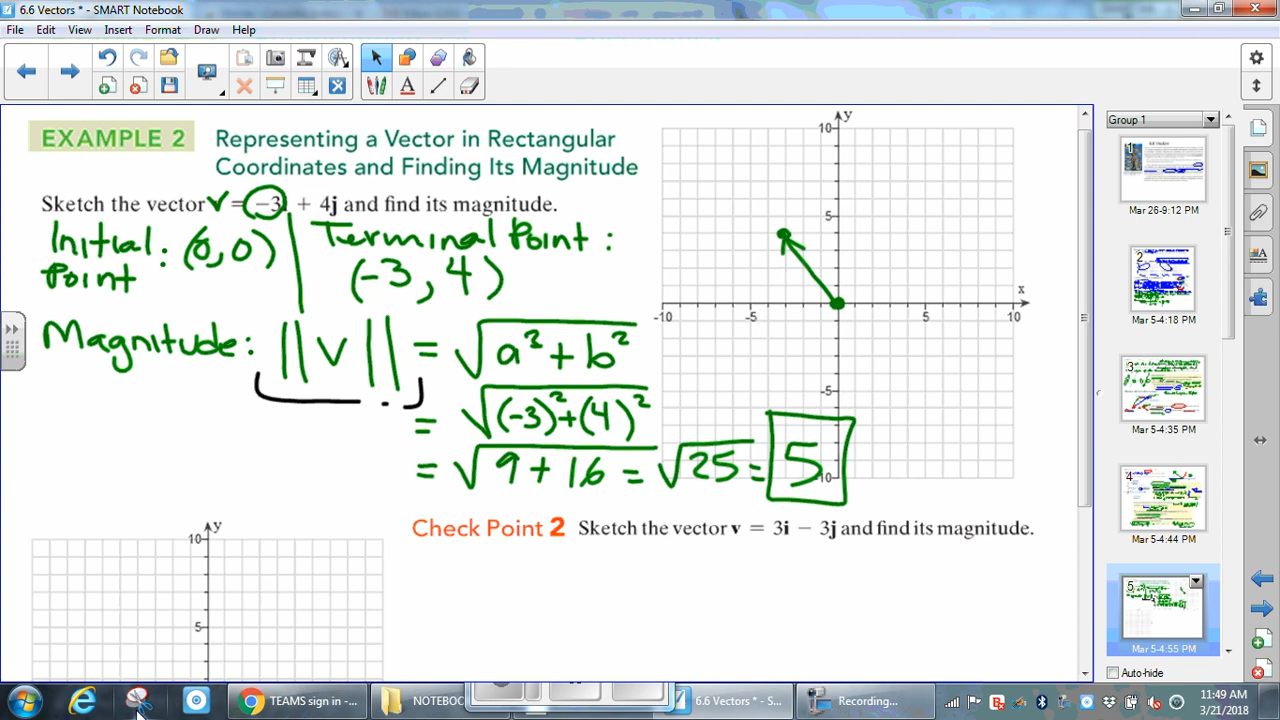 6.6 Vectors * - SMART Notebook
File Edit View Insert Format Draw Help
EXAMPLE 2 Representing a Vector in Rectangular
Coordinates and Finding Its Magnitude
Sketch the vector v = −3i + 4j and find its magnitude.
Initial Point : (0,0)
Terminal Point :
(-3, 4)
Magnitude: ||v|| = √a²+b²
= √(-3)²+(4)²
= √9+16 = √25 = 5
y
10
5
x
-10 -5 5 10
-5
10
Check Point 2 Sketch the vector v = 3i − 3j and find its magnitude.
y
10
5
Group 1
1
Mar 26-9:12 PM
2
Mar 5-4:18 PM
3
Mar 5-4:35 PM
4
Mar 5-4:44 PM
5
Mar 5-4:55 PM
Auto-hide
TEAMS sign in -...
NOTEBO
6.6 Vectors * - S...
Recording...
11:49 AM
3/21/2018